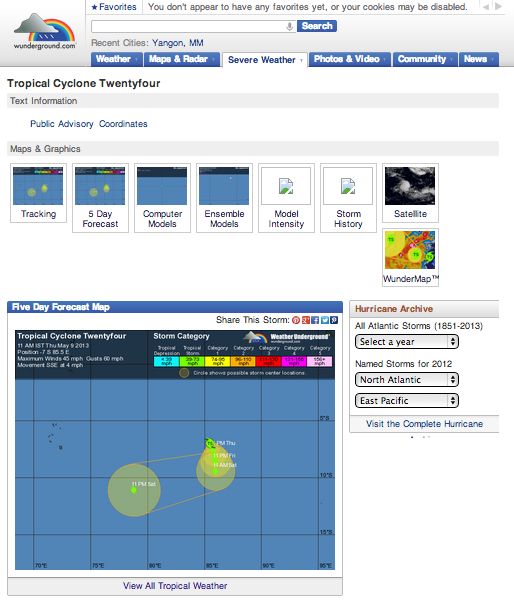 ★Favorites
You don't appear to have any favorites yet, or your cookies may be disabled.
wunderground.com
Search
Recent Cities: Yangon, MM
Weather
Maps & Radar
Severe Weather
Photos & Video
Community
News
Tropical Cyclone Twentyfour
Text Information
Public Advisory Coordinates
Maps & Graphics
Tracking
5 Day Forecast
Computer Models
Ensemble Models
Model Intensity
Storm History
Satellite
WunderMap™
Five Day Forecast Map
Share This Storm:
Tropical Cyclone Twentyfour
11 AM IST Thu May 9 2013
Position -7 S 85.5 E
Maximum Winds 45 mph Gusts 60 mph
Movement SSE at 4 mph
Storm Category
Weather Underground
wunderground.com
Tropical Depression
Tropical Storm
Category 1
Category 2
Category 3
Category 4
Category 5
< 39 mph
39-73 mph
74-95 mph
96-110 mph
111-130 mph
131-155 mph
156+ mph
Circle shows possible storm center locations.
PM Thu
11 PM Fri
11 AM Sat
11 PM Sat
5°S
10°S
15°S
70°E
80°E
85°E
90°E
95°E
View All Tropical Weather
Hurricane Archive
All Atlantic Storms (1851-2013)
Select a year
Named Storms for 2012
North Atlantic
East Pacific
View the Complete Hurricane